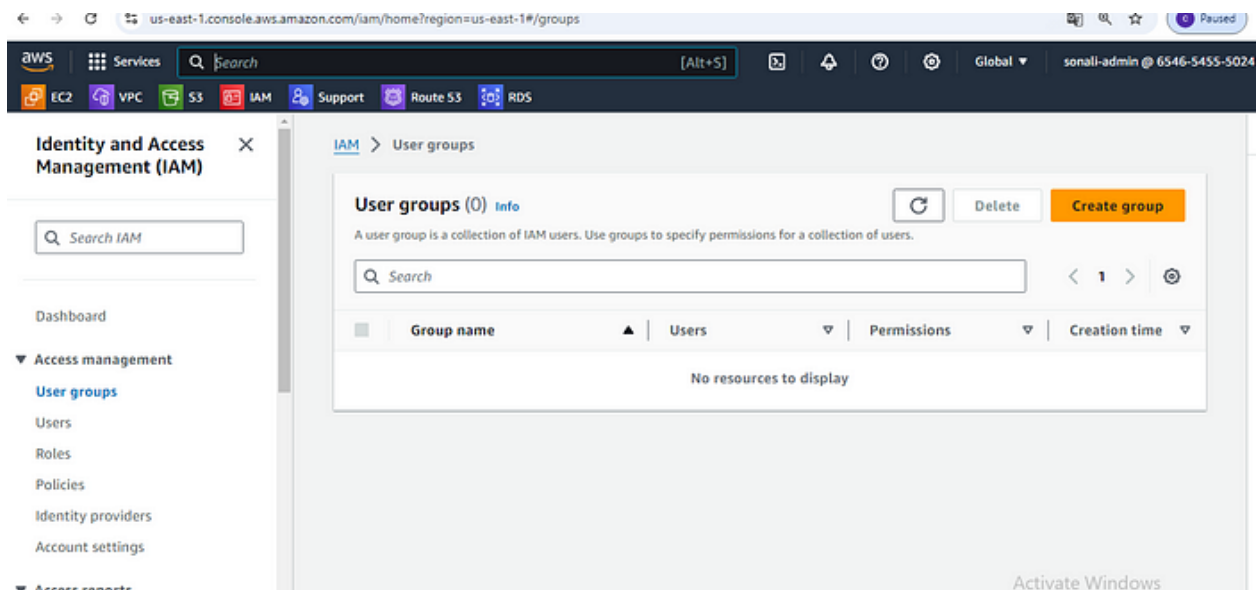 us-east-1.console.aws.amazon.com/iam/home?region=us-east-1#/groups
Paused
aws Services Search [Alt+S] Global sonali-admin @ 6546-5455-5024
EC2 VPC S3 IAM Support Route 53 RDS
Identity and Access Management (IAM)
Search IAM
Dashboard
Access management
User groups
Users
Roles
Policies
Identity providers
Account settings
Access reports
IAM > User groups
User groups (0) Info
Delete
Create group
A user group is a collection of IAM users. Use groups to specify permissions for a collection of users.
Search
1
Group name Users Permissions Creation time
No resources to display
Activate Windows